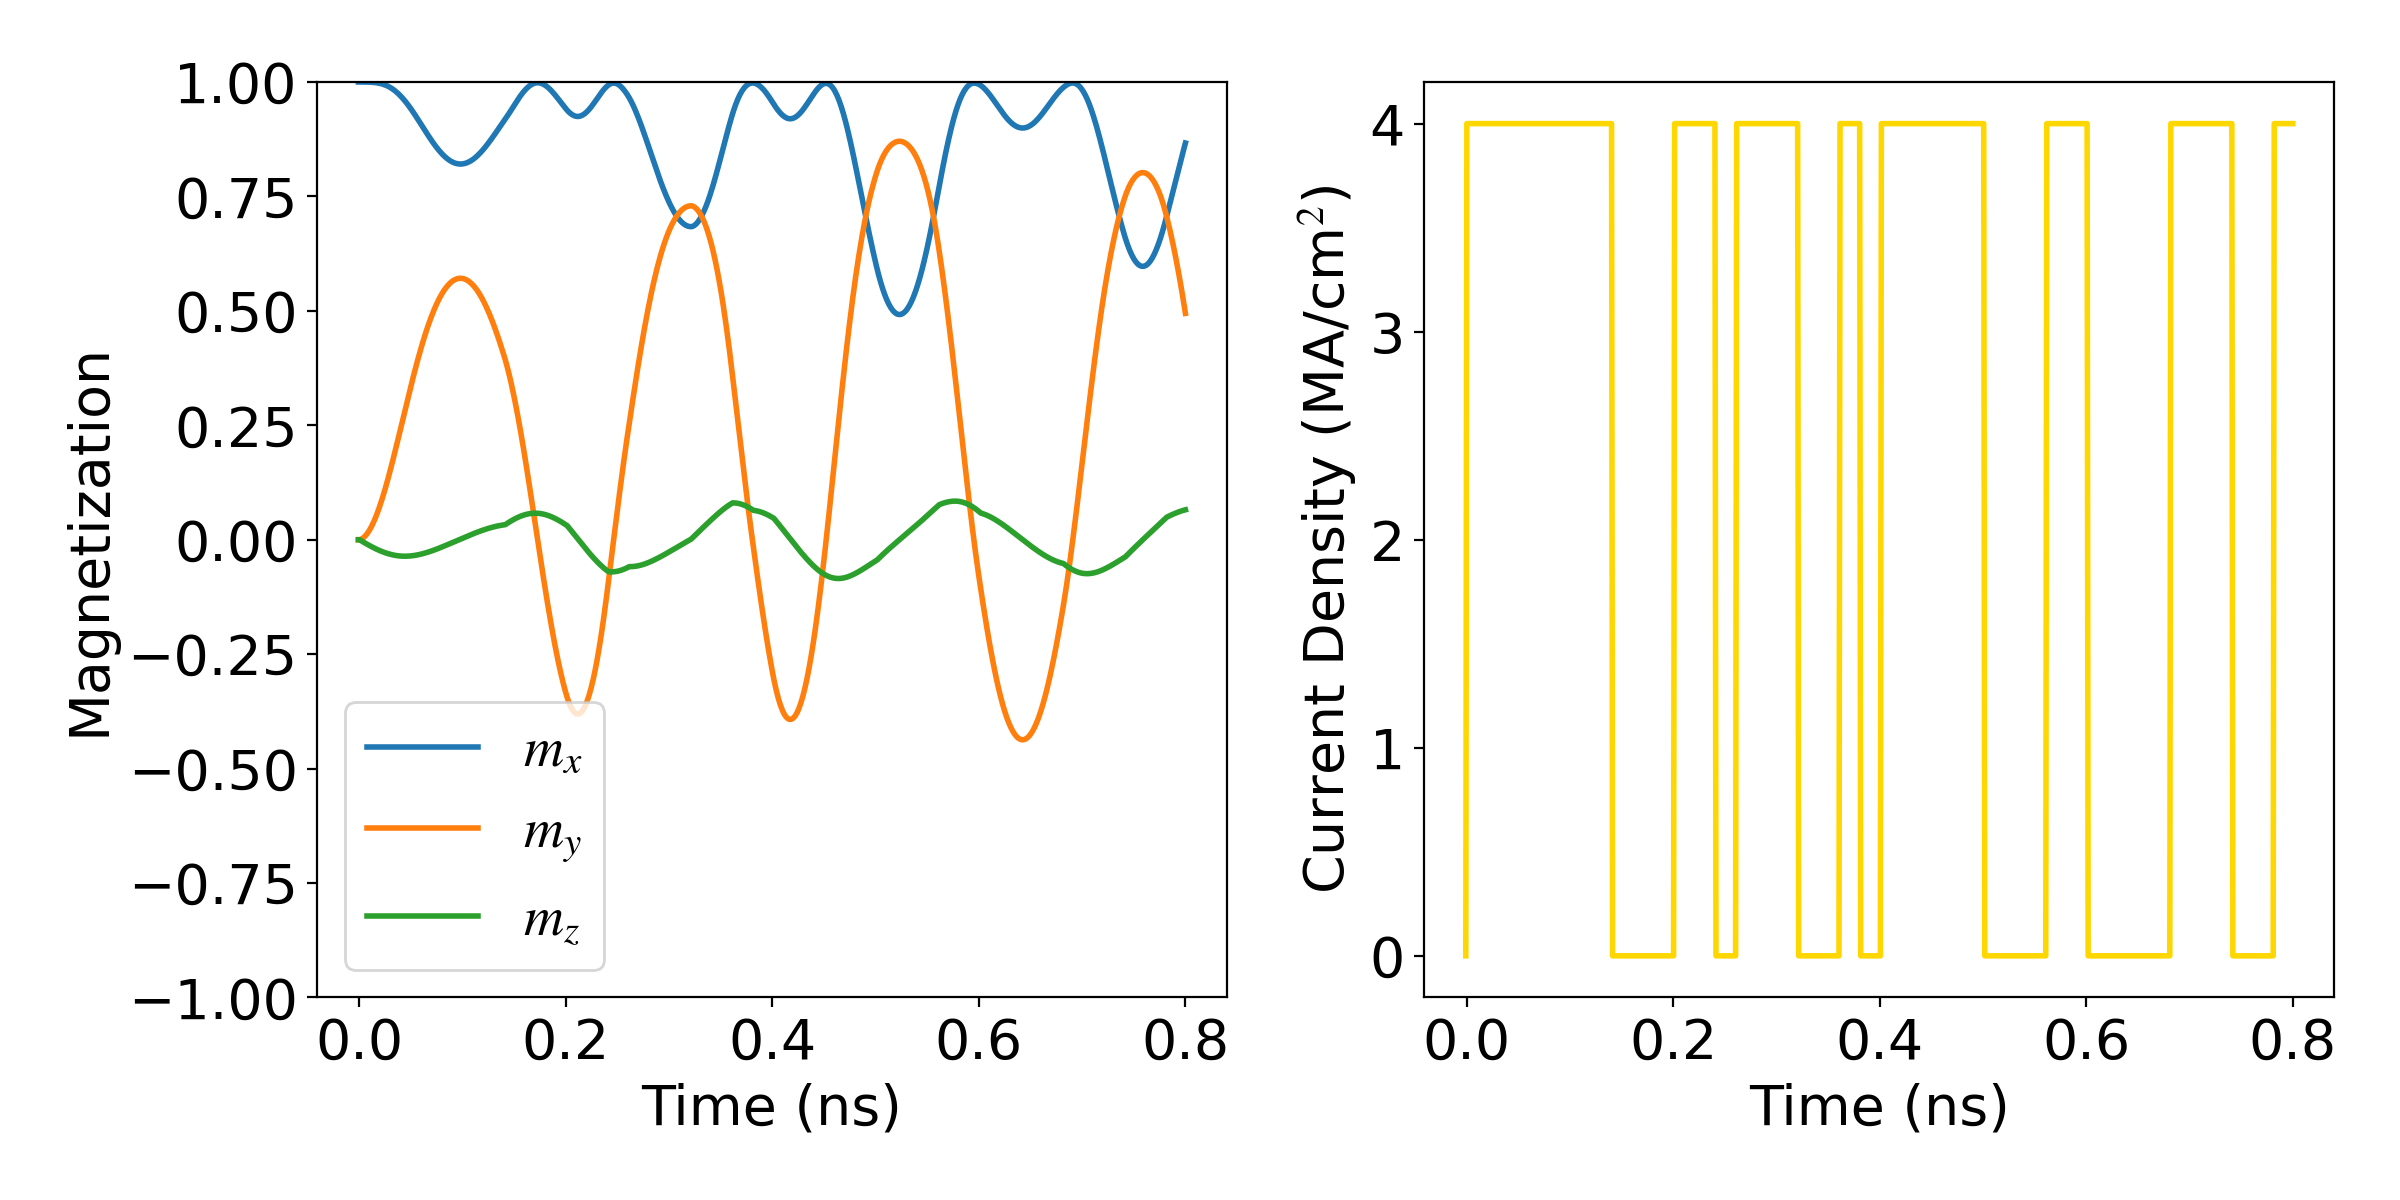 1.00
0.75
0.50
0.25
0.00
−0.25
−0.50
−0.75
−1.00
Magnetization
m_x
m_y
m_z
0.0 0.2 0.4 0.6 0.8
Time (ns)
4
3
2
1
0
Current Density (MA/cm²)
0.0 0.2 0.4 0.6 0.8
Time (ns)